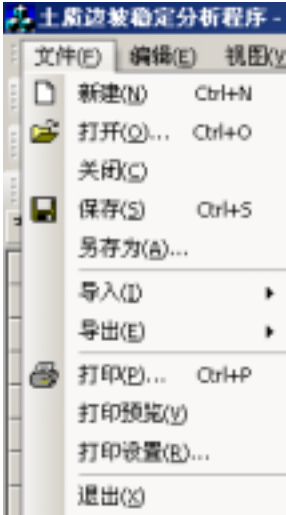 土质边坡稳定分析程序 -
文件(F) 编辑(E) 视图(V
新建(N) Ctrl+N
打开(O)... Ctrl+O
关闭(C)
保存(S) Ctrl+S
另存为(A)...
导入(I)
导出(E)
打印(P)... Ctrl+P
打印预览(V)
打印设置(R)...
退出(X)